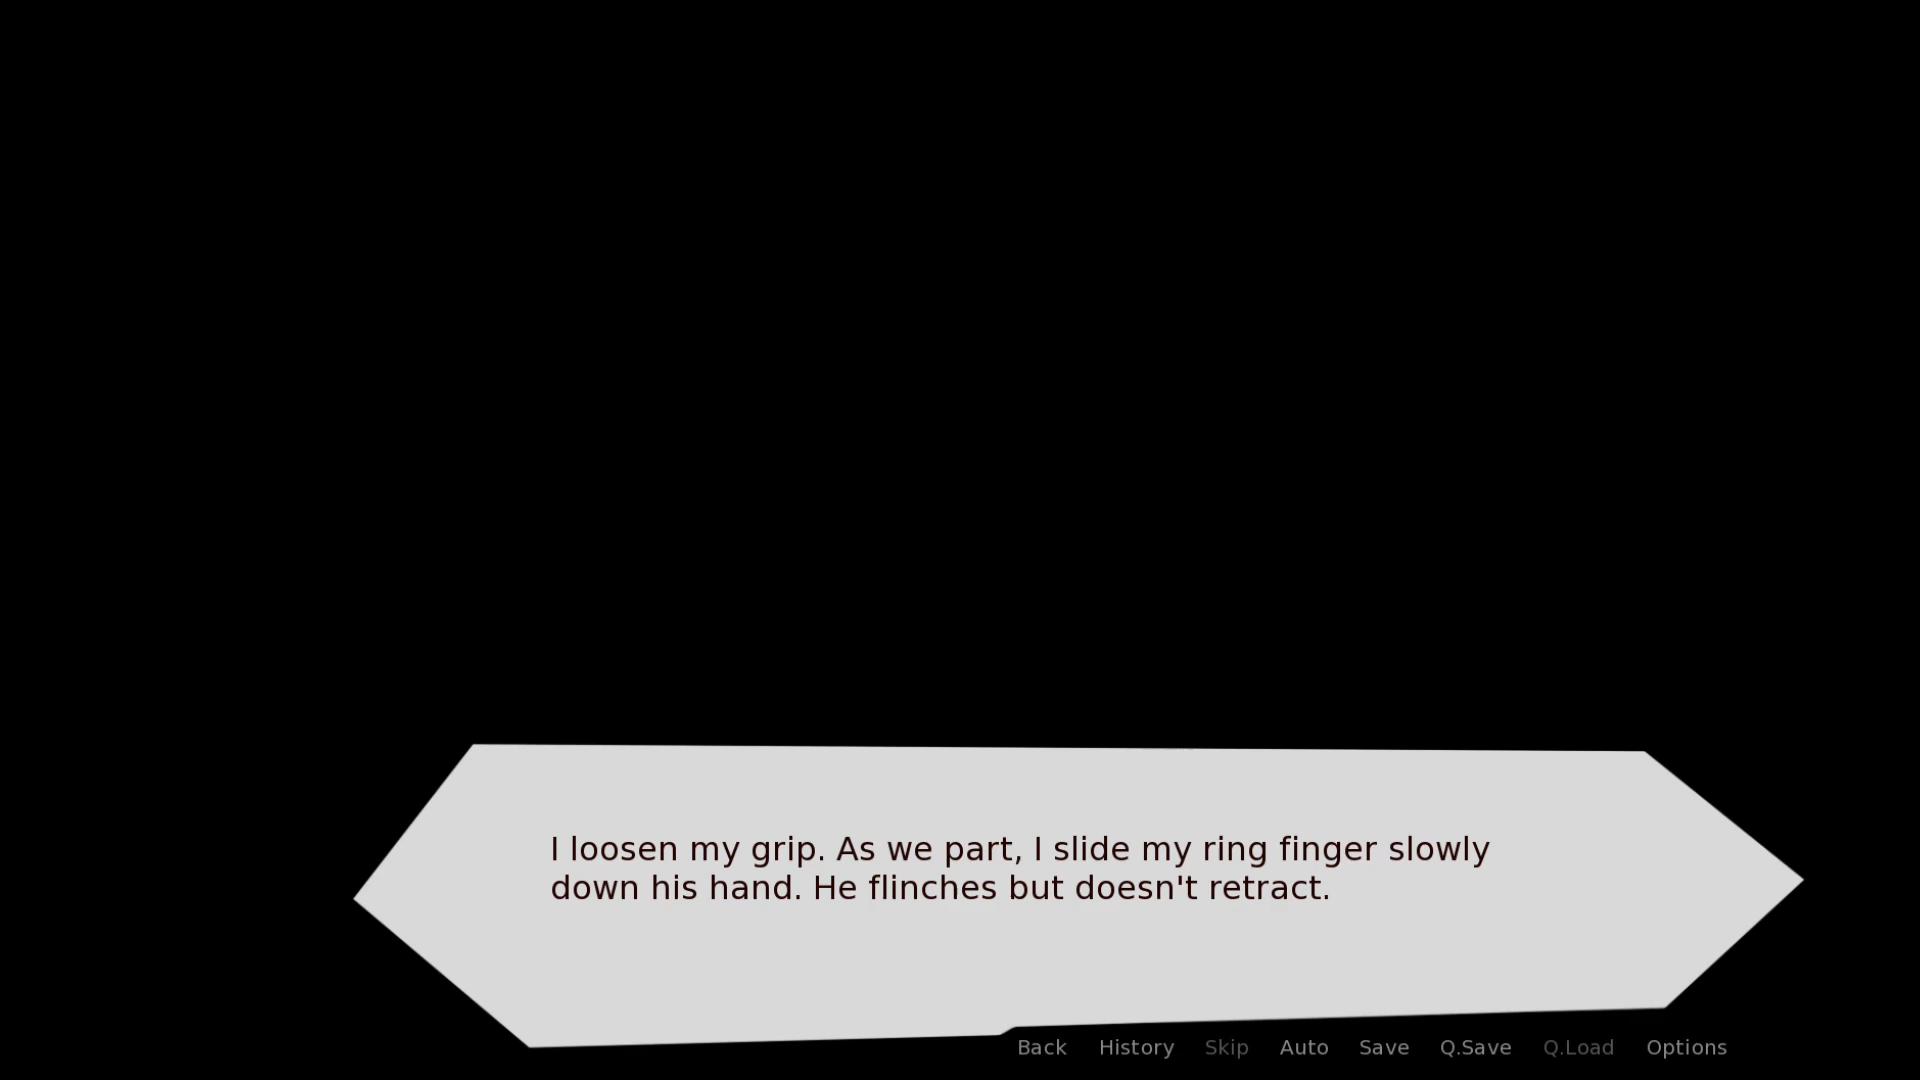 I loosen my grip. As we part, I slide my ring finger slowly
down his hand. He flinches but doesn't retract.
Back History Skip Auto Save Q.Save Q.Load Options